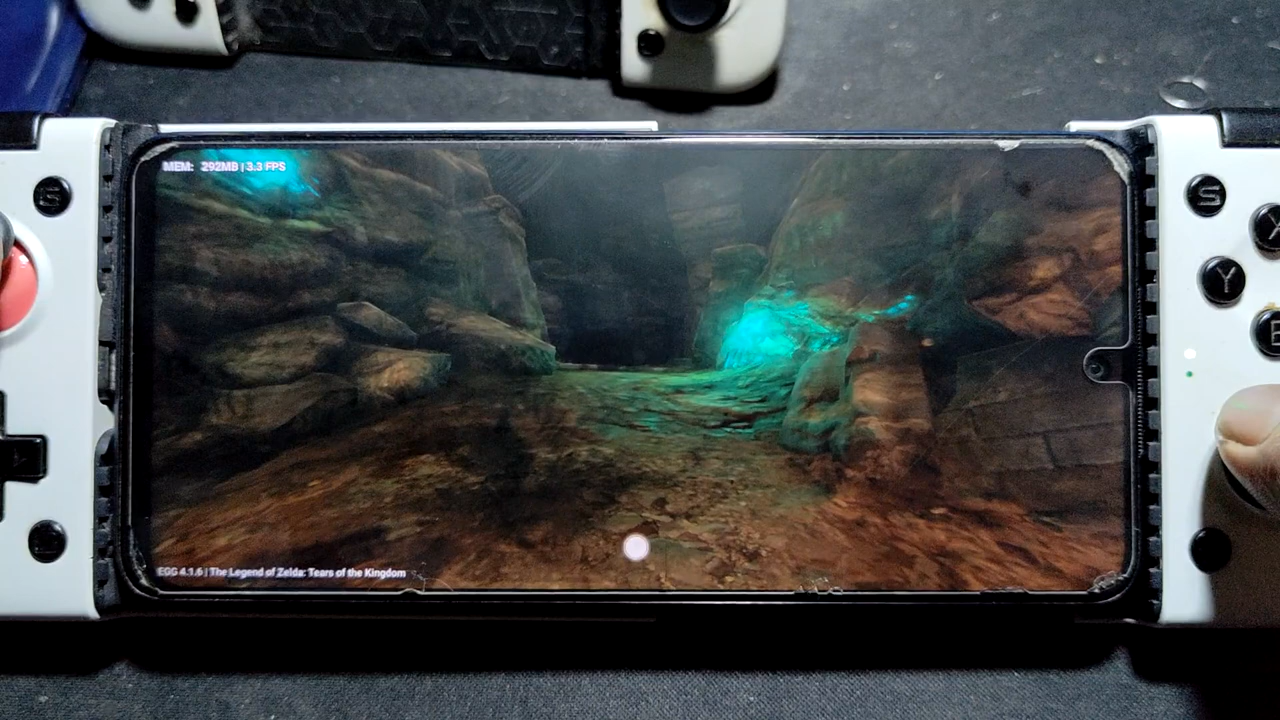 MEM: 292MB | 3.3 FPS
S
S
X
Y
EGG 4.1.6 | The Legend of Zelda: Tears of the Kingdom